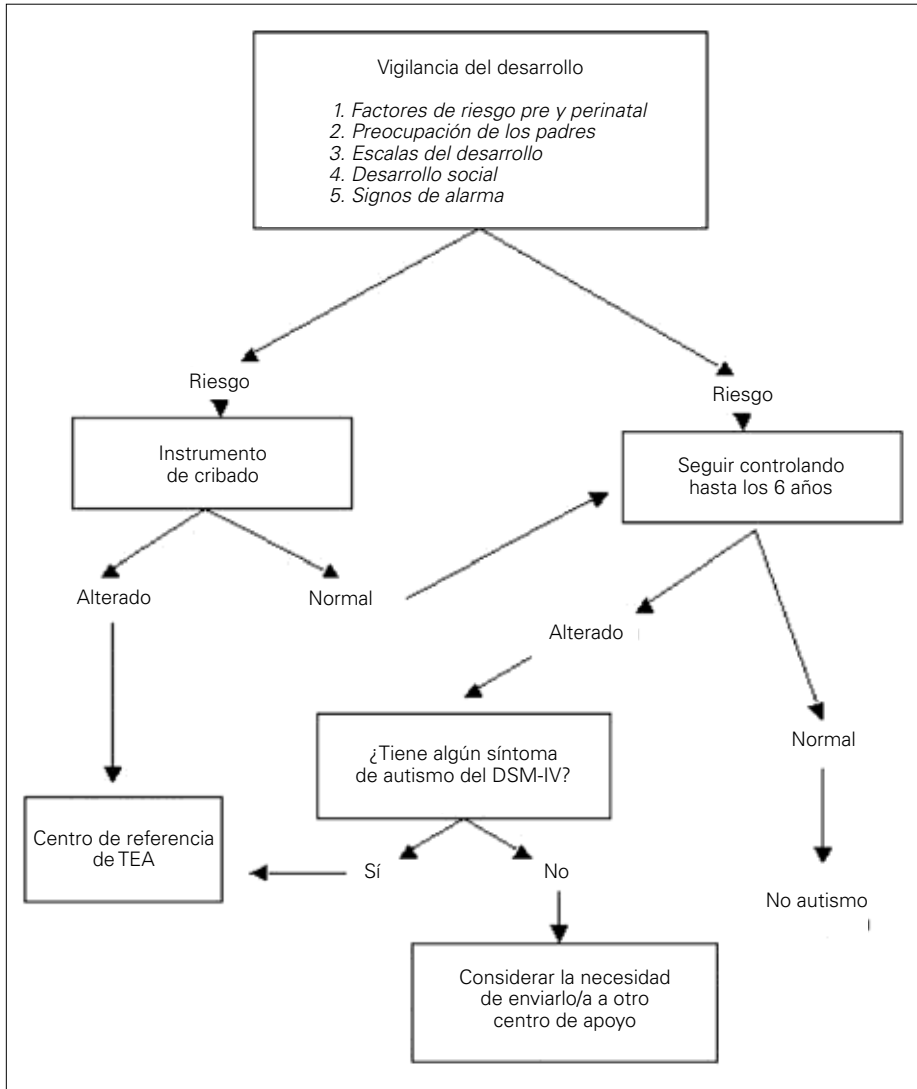 Vigilancia del desarrollo
1. Factores de riesgo pre y perinatal
2. Preocupación de los padres
3. Escalas del desarrollo
4. Desarrollo social
5. Signos de alarma
Riesgo
Riesgo
Instrumento
de cribado
Seguir controlando
hasta los 6 años
Alterado
Normal
Alterado
¿Tiene algún síntoma
de autismo del DSM-IV?
Normal
Centro de referencia
de TEA
Sí
No
No autismo
Considerar la necesidad
de enviarlo/a a otro
centro de apoyo